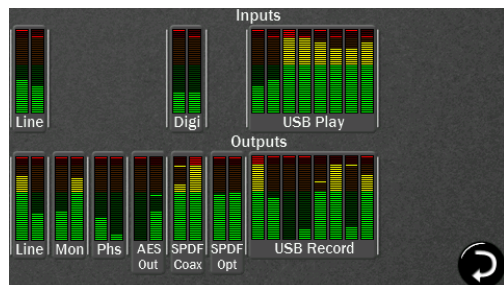 Inputs
Line Digi USB Play
Outputs
Line Mon Phs AES Out SPDF Coax SPDF Opt USB Record